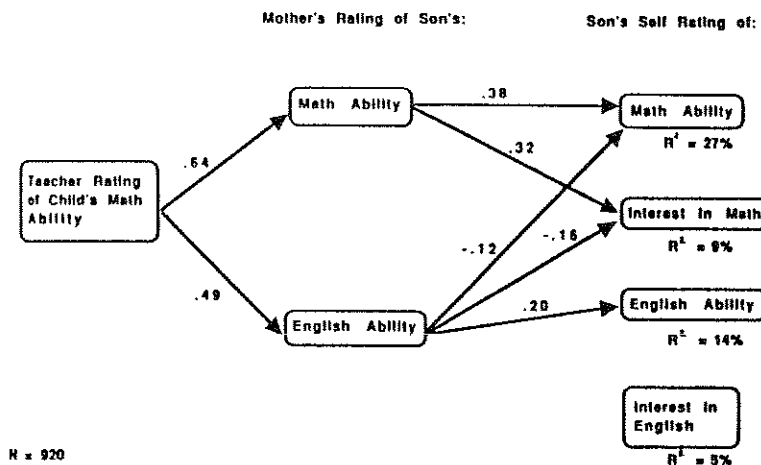 Mother's Rating of Son's:
Son's Self Rating of:
Math Ability
.38
Math Ability
R² = 27%
.64
.32
Teacher Rating
of Child's Math
Ability
Interest in Math
R² = 9%
-.12
-.16
.49
English Ability
.20
English Ability
R² = 14%
Interest in
English
R² = 5%
N = 920